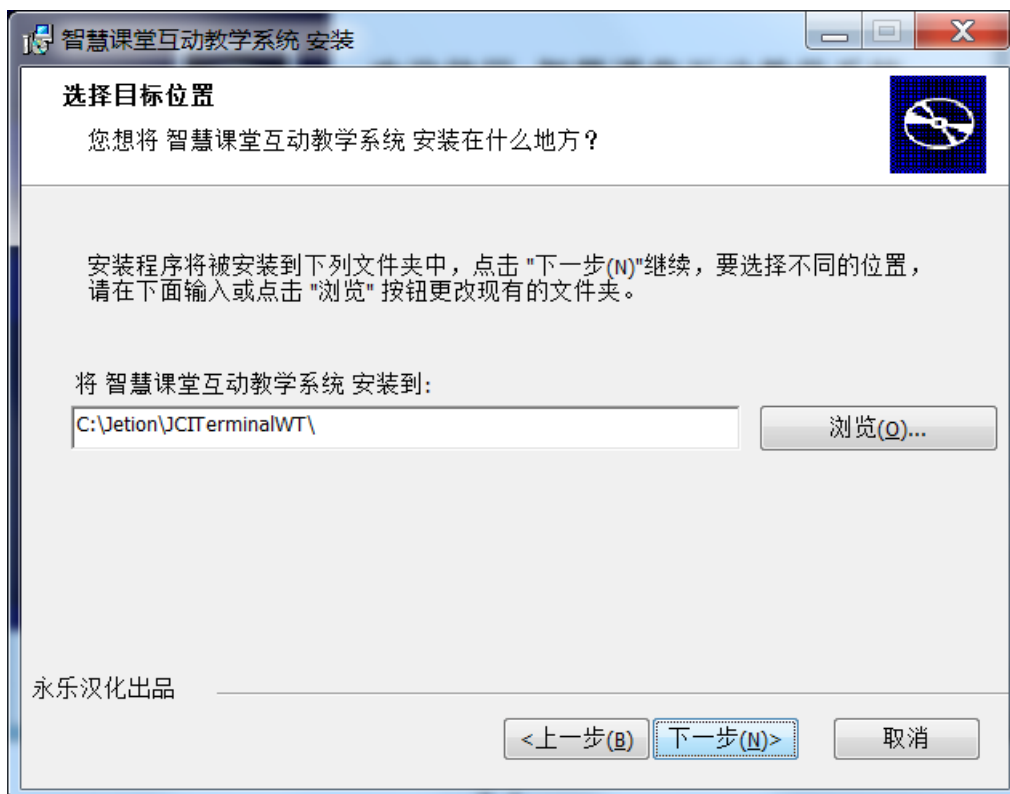 智慧课堂互动教学系统 安装
选择目标位置
您想将 智慧课堂互动教学系统 安装在什么地方？
安装程序将被安装到下列文件夹中，点击 "下一步(N)"继续，要选择不同的位置，
请在下面输入或点击 "浏览" 按钮更改现有的文件夹。
将 智慧课堂互动教学系统 安装到:
C:\Jetion\JCITerminalWT\
浏览(O)...
永乐汉化出品
<上一步(B)
下一步(N)>
取消